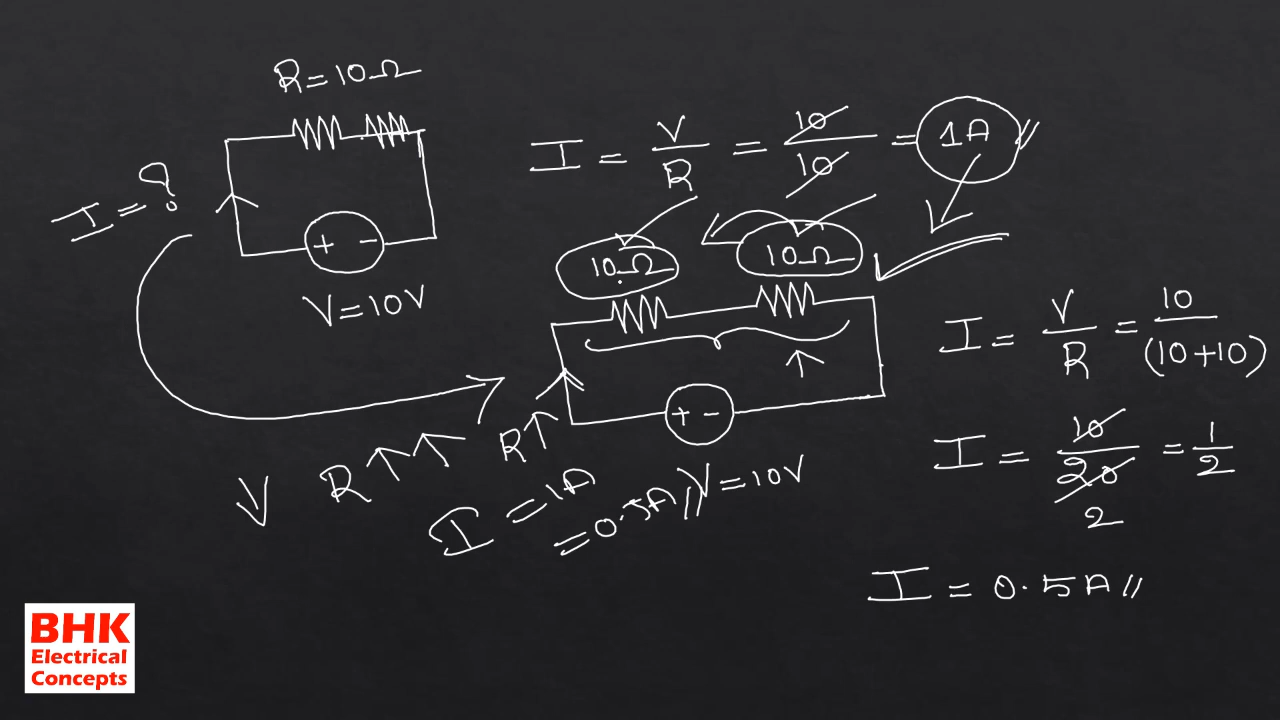 R=10Ω
I=?
V=10V
I = V/R = 10/10 = 1A //
10Ω 10Ω
V=10V
R↑
V R↑↑
I =1A
=0.5A//
I = V/R = 10/(10+10)
I = 10/20 = 1/2
2
I = 0.5A //
BHK
Electrical
Concepts